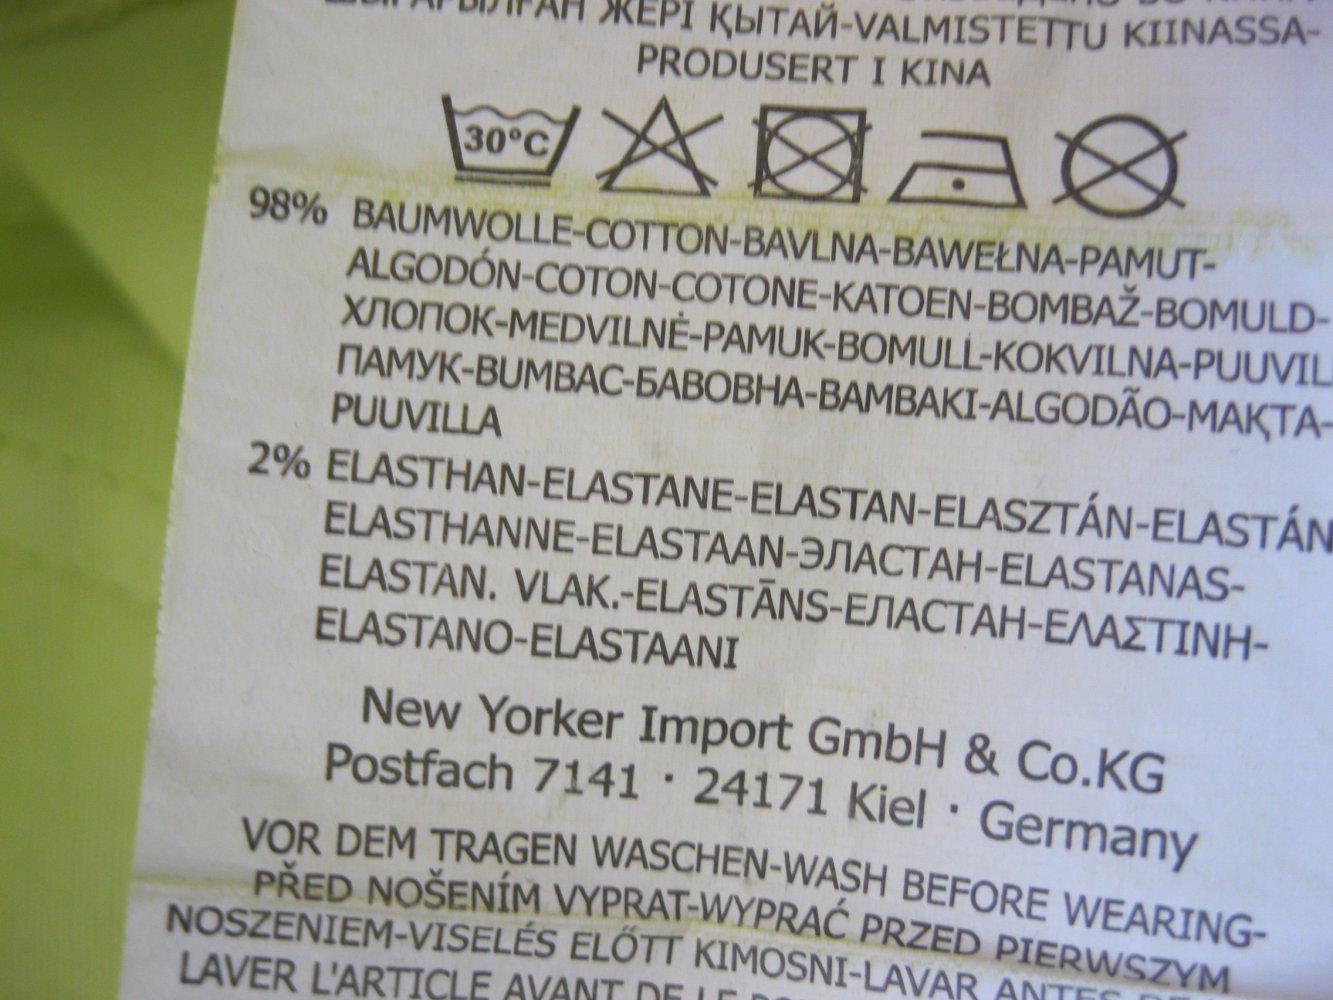 ШЫҒАРЫЛҒАН ЖЕРІ ҚЫТАЙ-VALMISTETTU KIINASSA-
PRODUSERT I KINA
30°C
98% BAUMWOLLE-COTTON-BAVLNA-BAWEŁNA-PAMUT-
ALGODÓN-COTON-COTONE-KATOEN-BOMBAŽ-BOMULD-
ХЛОПОК-MEDVILNĖ-PAMUK-BOMULL-KOKVILNA-PUUVIL
ПАМУК-BUMBAC-БАВОВНА-BAMBAKI-ALGODÃO-МАҚТА-
PUUVILLA
2% ELASTHAN-ELASTANE-ELASTAN-ELASZTÁN-ELASTÁN
ELASTHANNE-ELASTAAN-ЭЛАСТАН-ELASTANAS-
ELASTAN. VLAK.-ELASTĀNS-ЕЛАСТАН-ΕΛΑΣΤΙΝΗ-
ELASTANO-ELASTAANI
New Yorker Import GmbH & Co.KG
Postfach 7141 · 24171 Kiel · Germany
VOR DEM TRAGEN WASCHEN-WASH BEFORE WEARING-
PŘED NOŠENÍM VYPRAT-WYPRAĆ PRZED PIERWSZYM
NOSZENIEM-VISELÉS ELŐTT KIMOSNI-LAVAR ANTES
LAVER L'ARTICLE AVANT DE LE